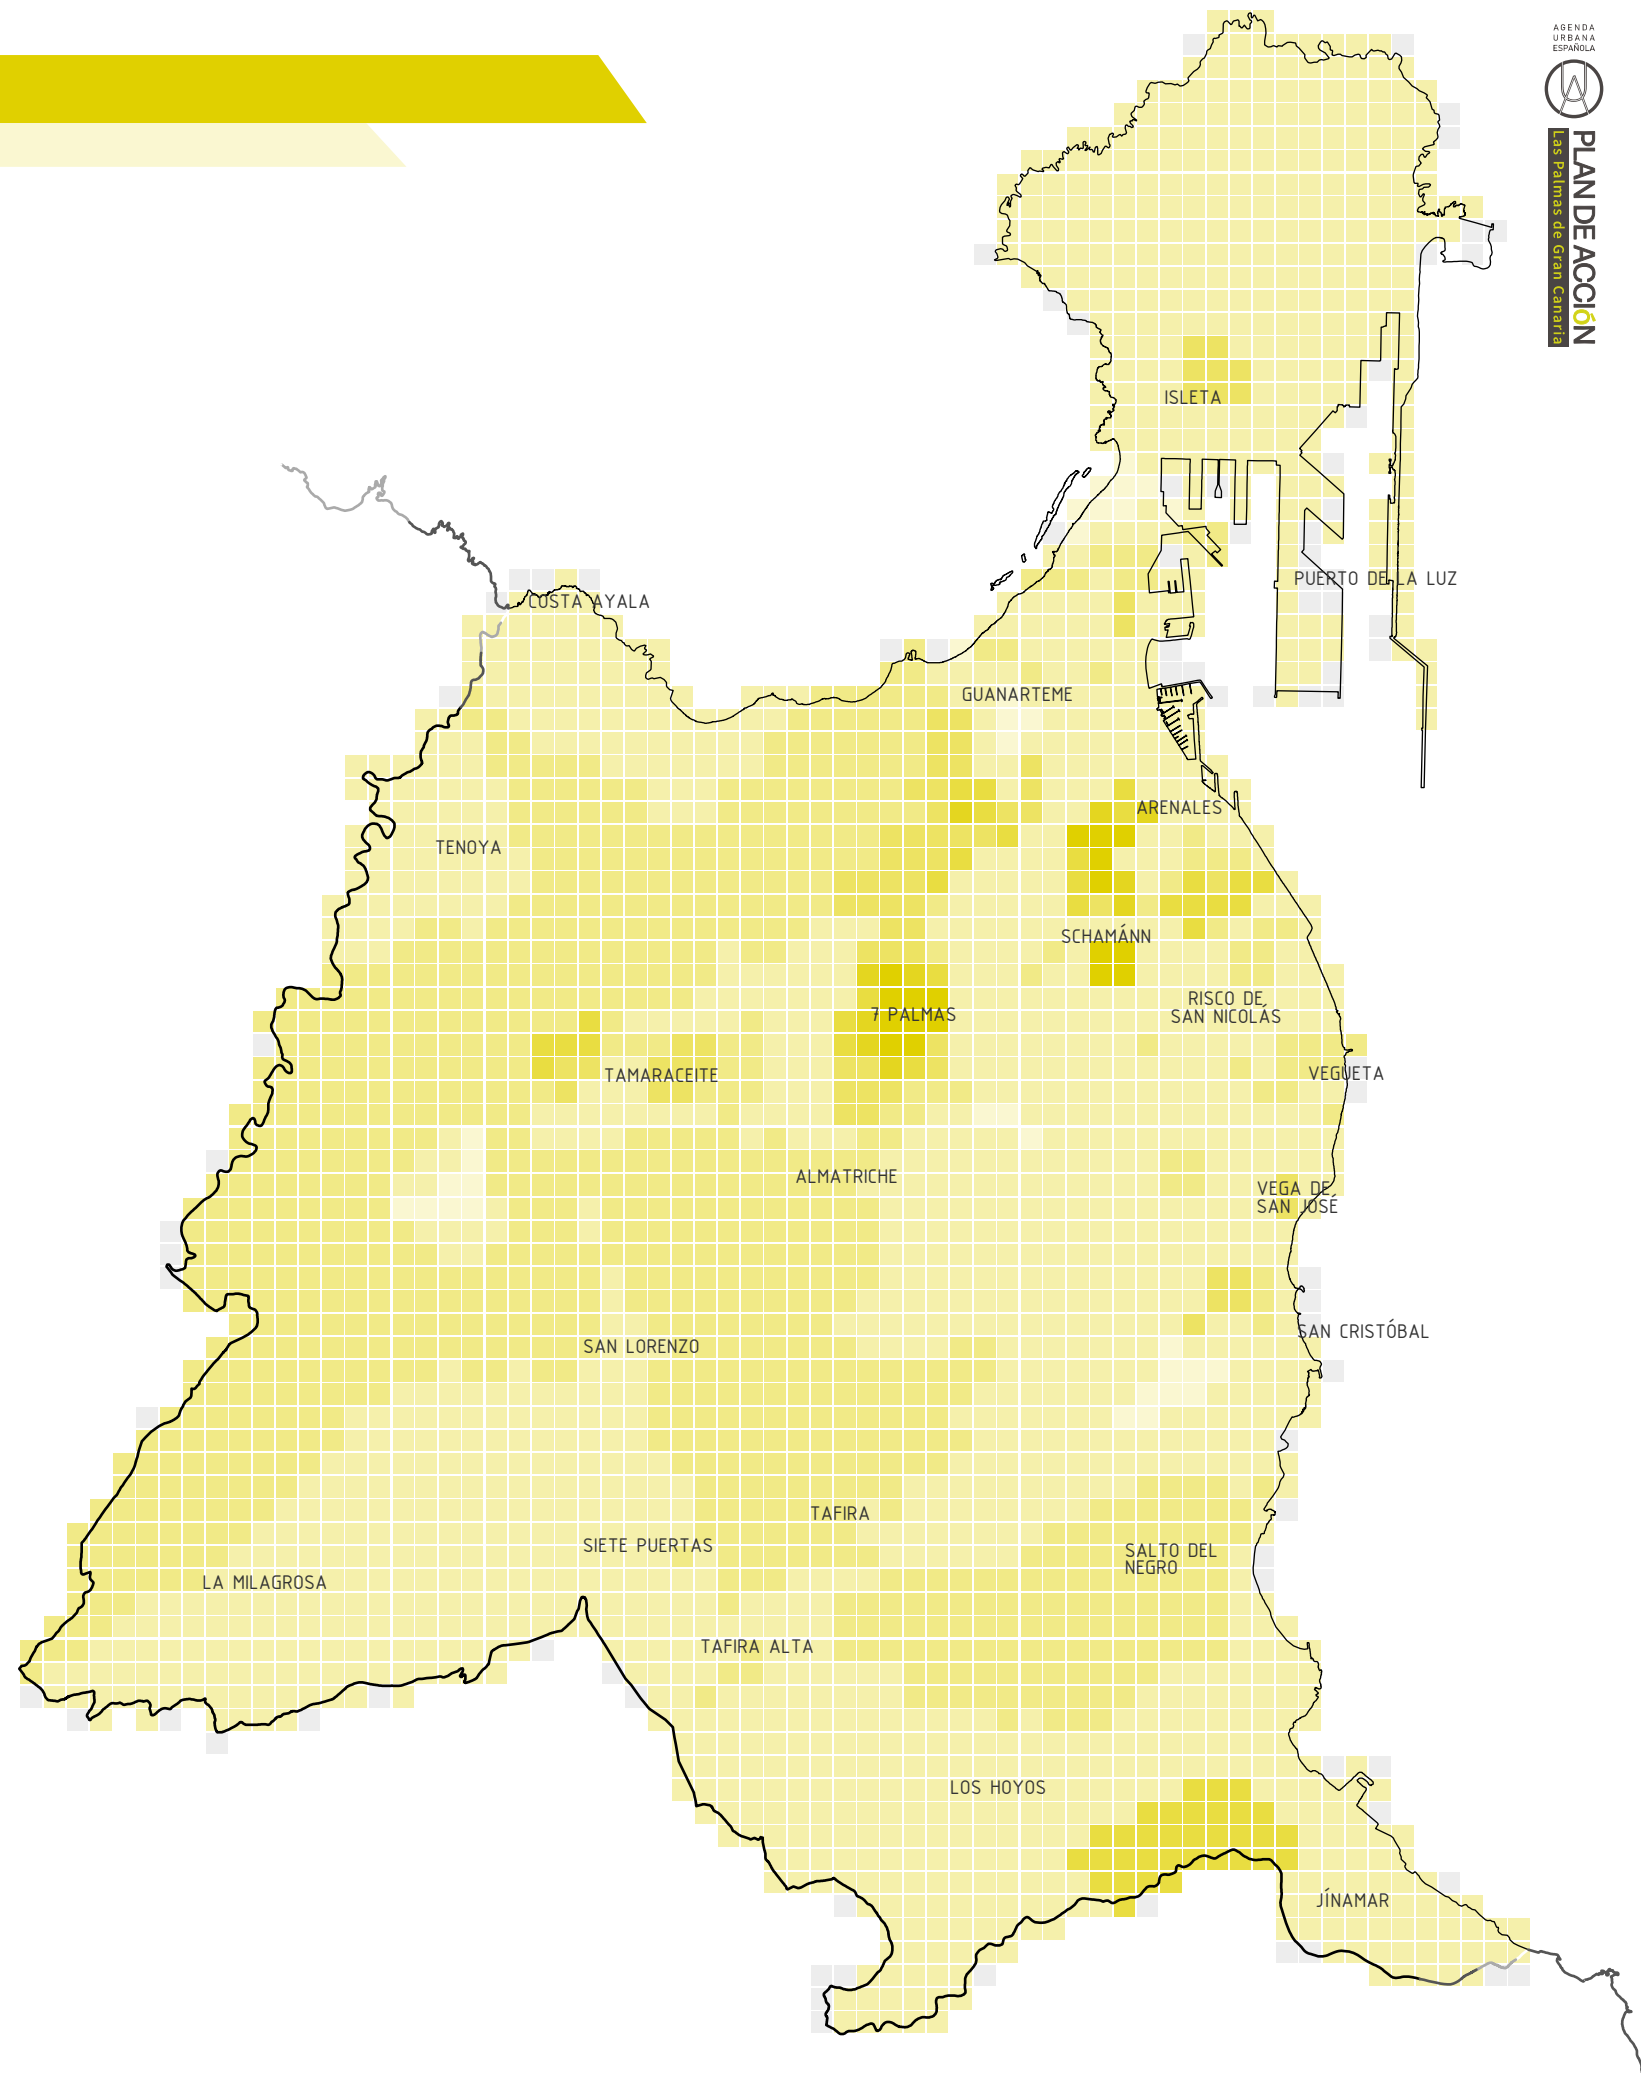 AGENDA
URBANA
ESPAÑOLA
PLAN DE ACCIÓN
Las Palmas de Gran Canaria
ISLETA
PUERTO DE LA LUZ
COSTA AYALA
GUANARTEME
ARENALES
TENOYA
SCHAMÁNN
RISCO DE
SAN NICOLÁS
7 PALMAS
TAMARACEITE
VEGUETA
ALMATRICHE
VEGA DE
SAN JOSÉ
SAN CRISTÓBAL
SAN LORENZO
TAFIRA
SIETE PUERTAS
SALTO DEL
NEGRO
LA MILAGROSA
TAFIRA ALTA
LOS HOYOS
JÍNAMAR